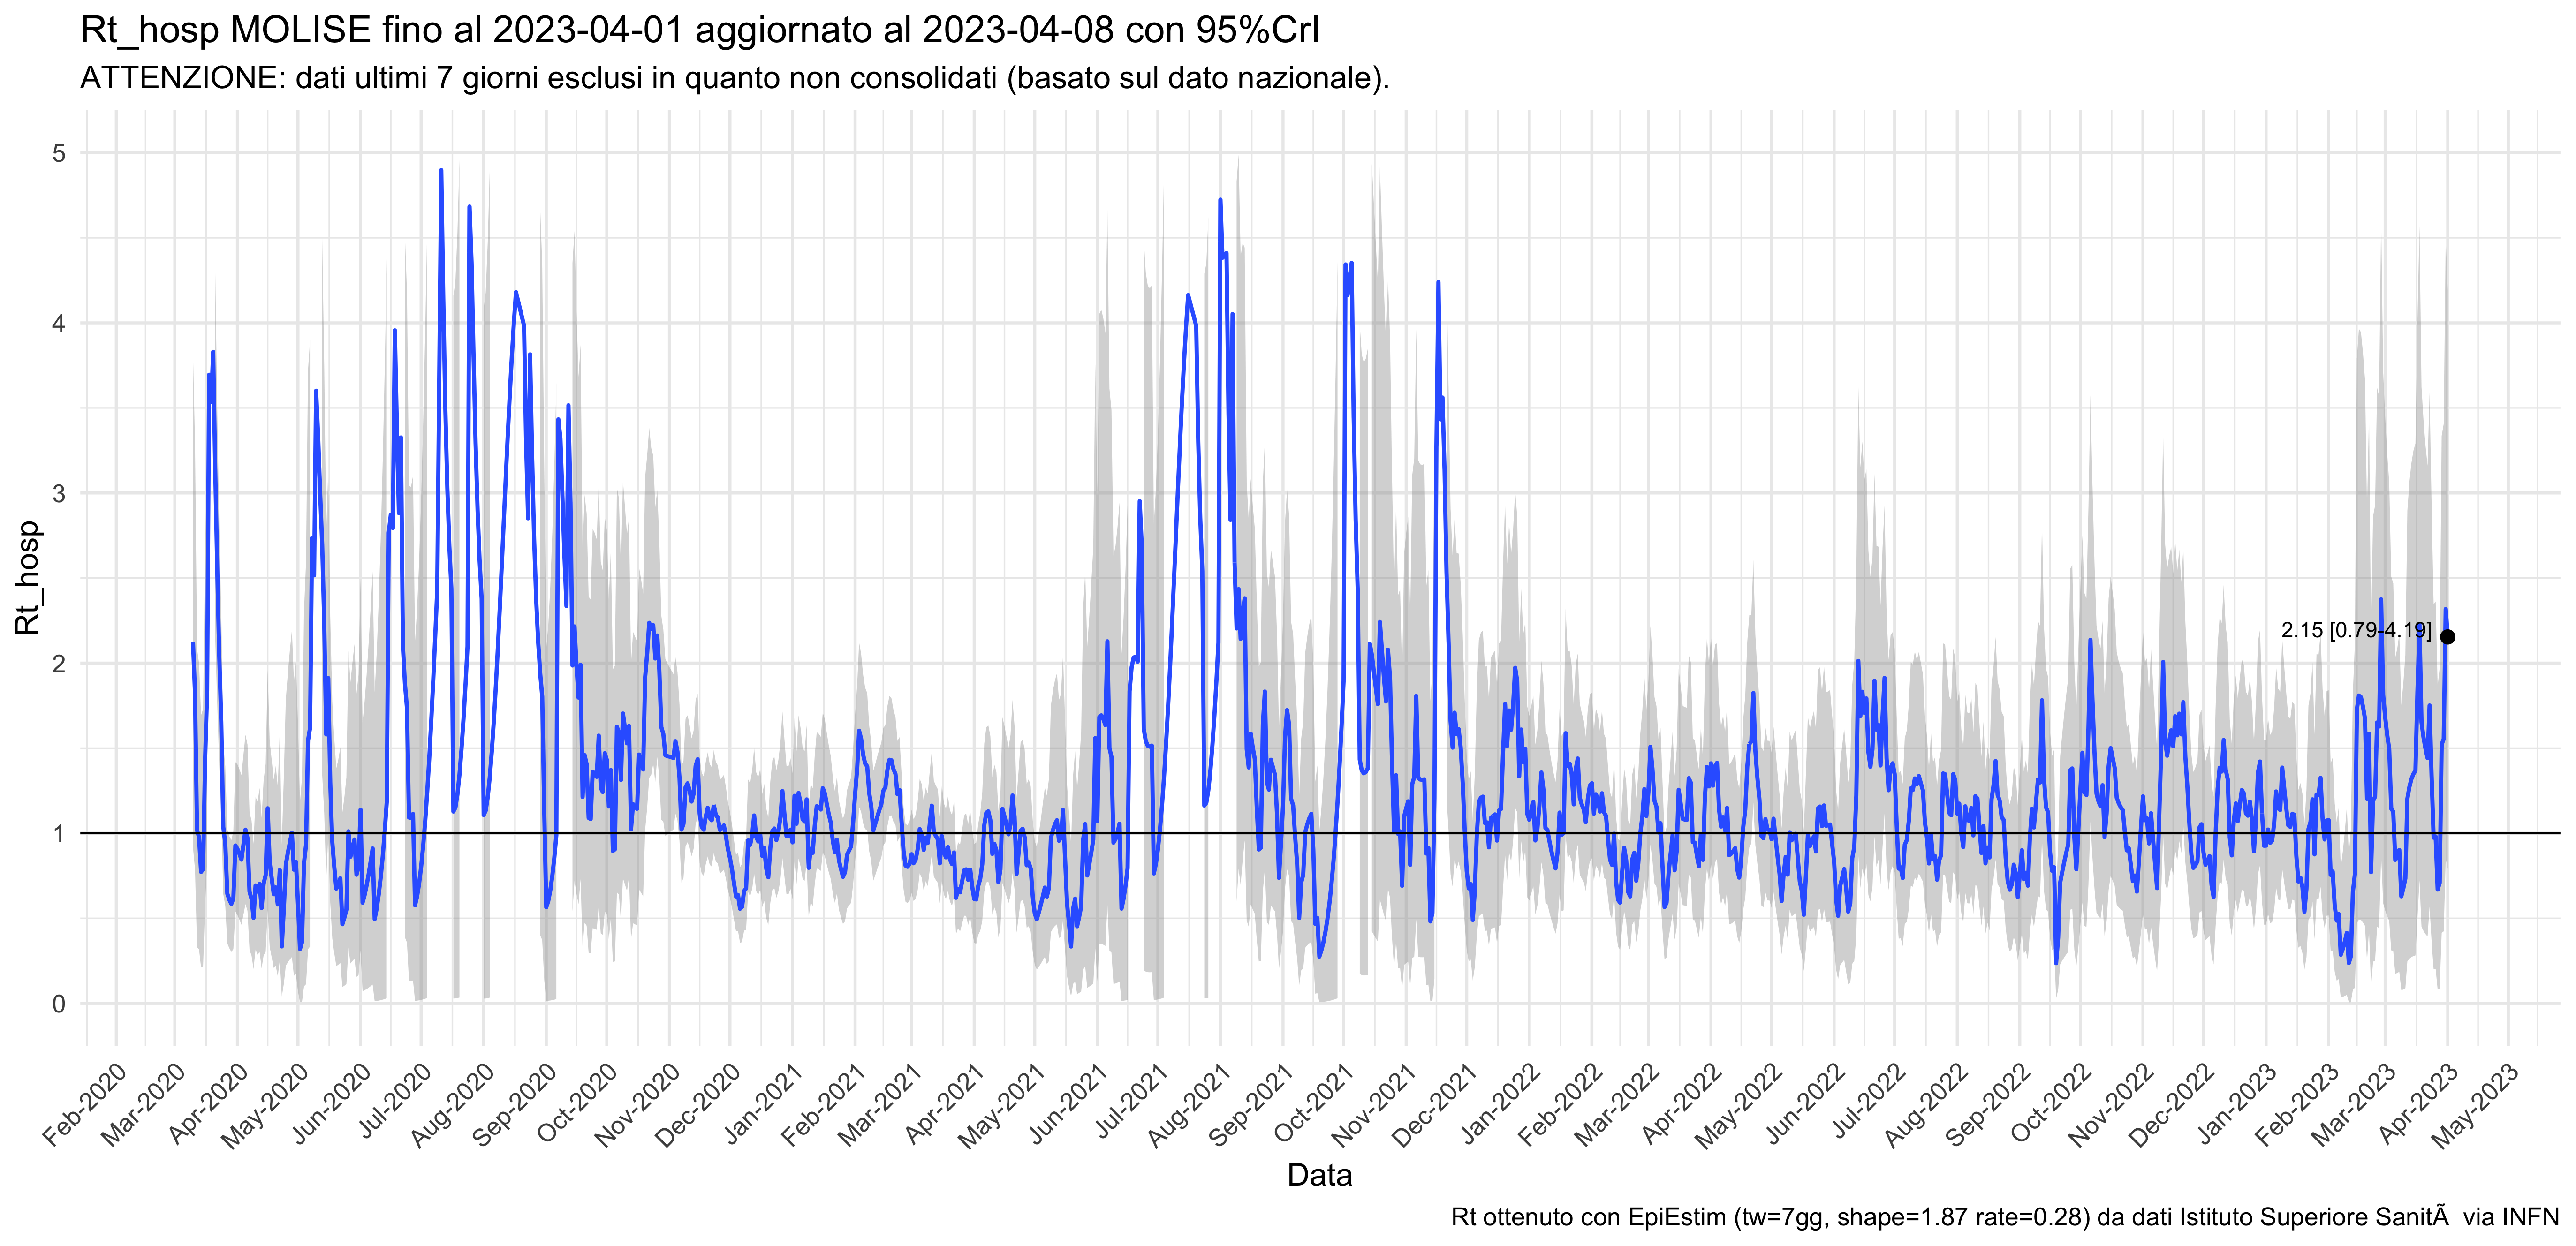 Rt_hosp MOLISE fino al 2023-04-01 aggiornato al 2023-04-08 con 95%CrI
ATTENZIONE: dati ultimi 7 giorni esclusi in quanto non consolidati (basato sul dato nazionale).
Rt_hosp
5
4
3
2
1
0
2.15 [0.79-4.19]
Feb-2020
Mar-2020
Apr-2020
May-2020
Jun-2020
Jul-2020
Aug-2020
Sep-2020
Oct-2020
Nov-2020
Dec-2020
Jan-2021
Feb-2021
Mar-2021
Apr-2021
May-2021
Jun-2021
Jul-2021
Aug-2021
Sep-2021
Oct-2021
Nov-2021
Dec-2021
Jan-2022
Feb-2022
Mar-2022
Apr-2022
May-2022
Jun-2022
Jul-2022
Aug-2022
Sep-2022
Oct-2022
Nov-2022
Dec-2022
Jan-2023
Feb-2023
Mar-2023
Apr-2023
May-2023
Data
Rt ottenuto con EpiEstim (tw=7gg, shape=1.87 rate=0.28) da dati Istituto Superiore SanitÃ  via INFN